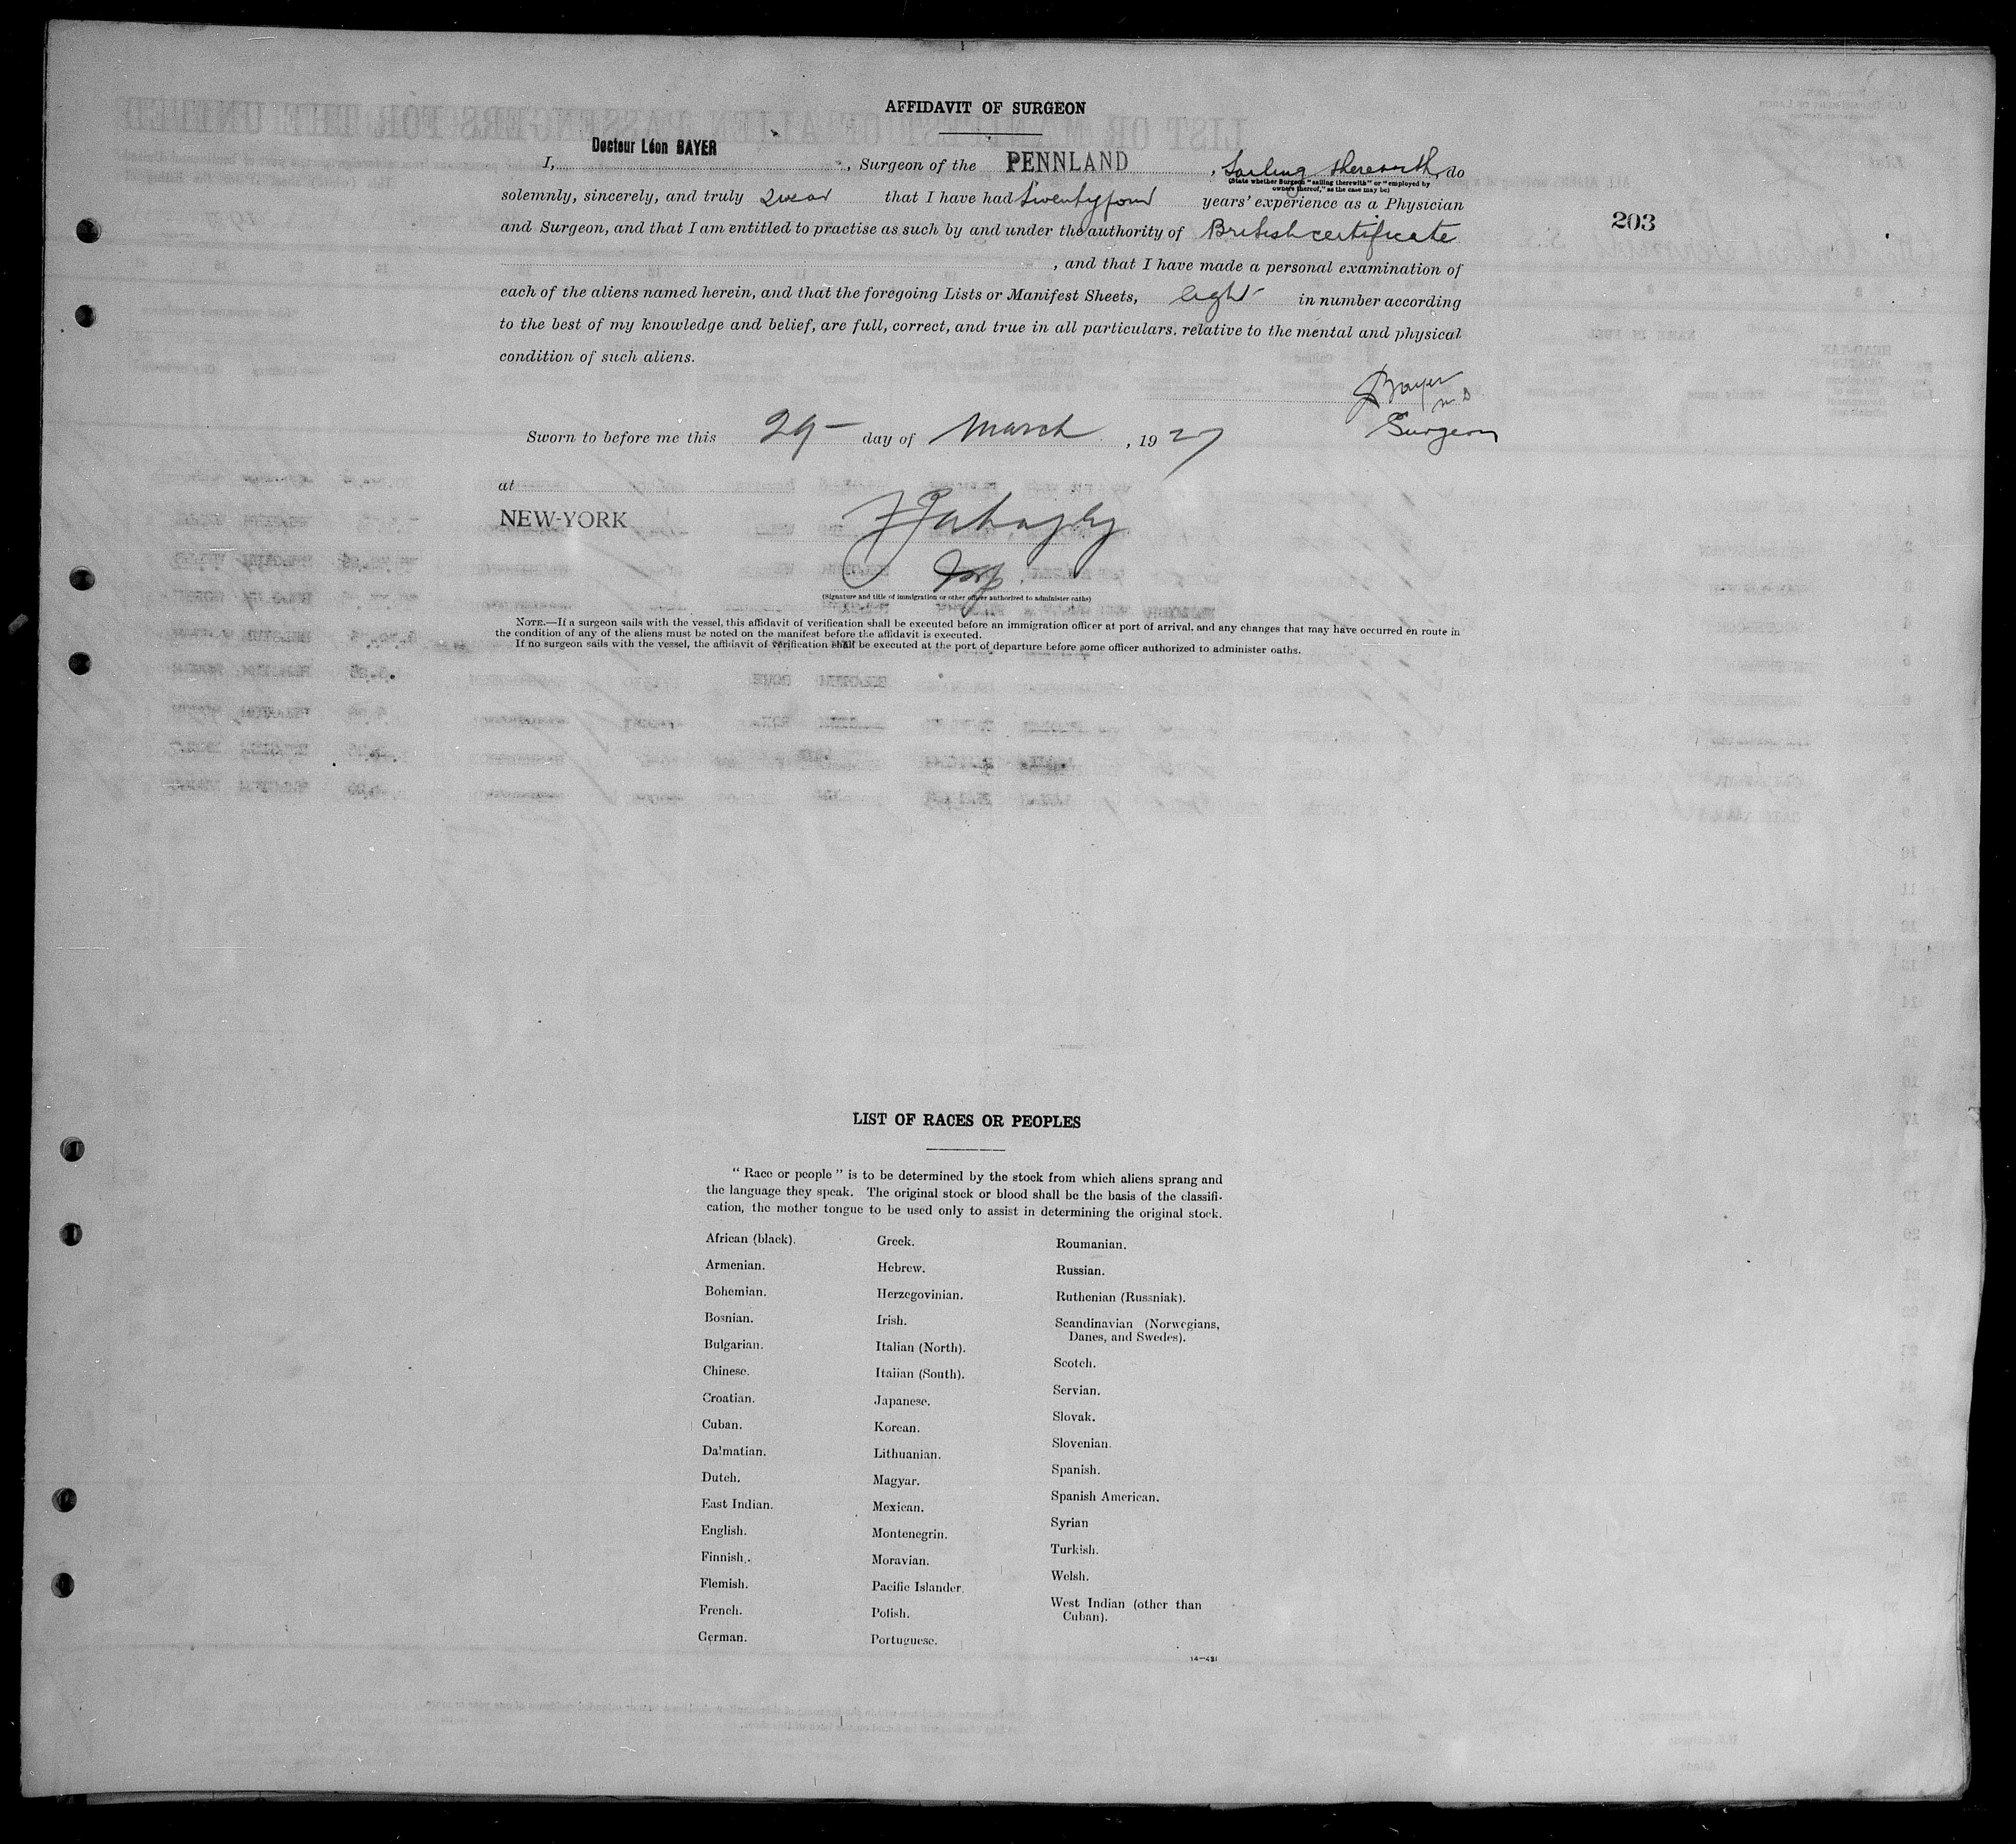 AFFIDAVIT OF SURGEON
I, Docteur Léon BAYER, Surgeon of the PENNLAND, Sailing therewith, do
(State whether Surgeon "sailing therewith" or "employed by
owners thereof," as the case may be)
solemnly, sincerely, and truly swear that I have had twenty four years' experience as a Physician
203
and Surgeon, and that I am entitled to practise as such by and under the authority of British certificate
, and that I have made a personal examination of
each of the aliens named herein, and that the foregoing Lists or Manifest Sheets, eight in number according
to the best of my knowledge and belief, are full, correct, and true in all particulars. relative to the mental and physical
condition of such aliens.
Bayer
M.D.
Surgeon
Sworn to before me this 29 day of March, 1927
at
NEW-YORK
(Signature and title of immigration or other officer authorized to administer oaths)
NOTE.—If a surgeon sails with the vessel, this affidavit of verification shall be executed before an immigration officer at port of arrival, and any changes that may have occurred en route in
the condition of any of the aliens must be noted on the manifest before the affidavit is executed.
If no surgeon sails with the vessel, the affidavit of verification shall be executed at the port of departure before some officer authorized to administer oaths.
LIST OF RACES OR PEOPLES
"Race or people" is to be determined by the stock from which aliens sprang and
the language they speak. The original stock or blood shall be the basis of the classifi-
cation, the mother tongue to be used only to assist in determining the original stock.
African (black).
Armenian.
Bohemian.
Bosnian.
Bulgarian.
Chinese.
Croatian.
Cuban.
Dalmatian.
Dutch.
East Indian.
English.
Finnish.
Flemish.
French.
German.
Greek.
Hebrew.
Herzegovinian.
Irish.
Italian (North).
Italian (South).
Japanese.
Korean.
Lithuanian.
Magyar.
Mexican.
Montenegrin.
Moravian.
Pacific Islander.
Polish.
Portuguese.
Roumanian.
Russian.
Ruthenian (Russniak).
Scandinavian (Norwegians,
Danes, and Swedes).
Scotch.
Servian.
Slovak.
Slovenian.
Spanish.
Spanish American.
Syrian
Turkish.
Welsh.
West Indian (other than
Cuban).
14—431